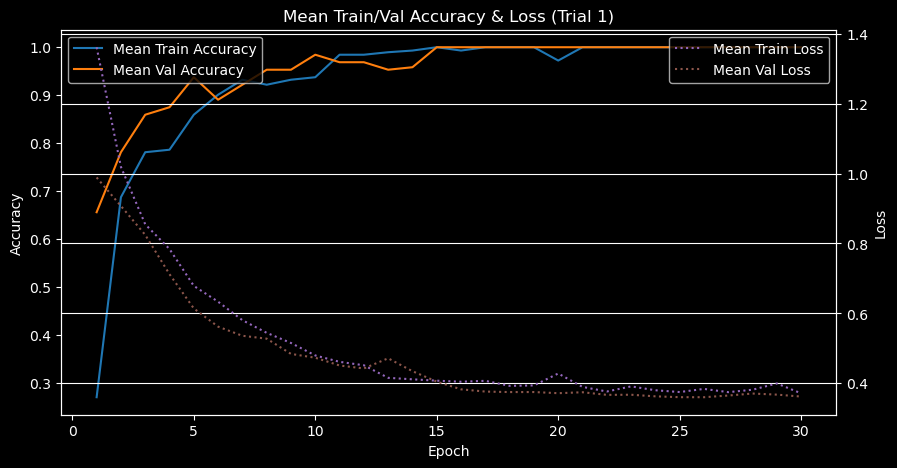 Mean Train/Val Accuracy & Loss (Trial 1)
Mean Train Accuracy
Mean Val Accuracy
Mean Train Loss
Mean Val Loss
Accuracy
1.0
0.9
0.8
0.7
0.6
0.5
0.4
0.3
1.4
1.2
1.0
0.8
0.6
0.4
Loss
0
5
10
15
20
25
30
Epoch